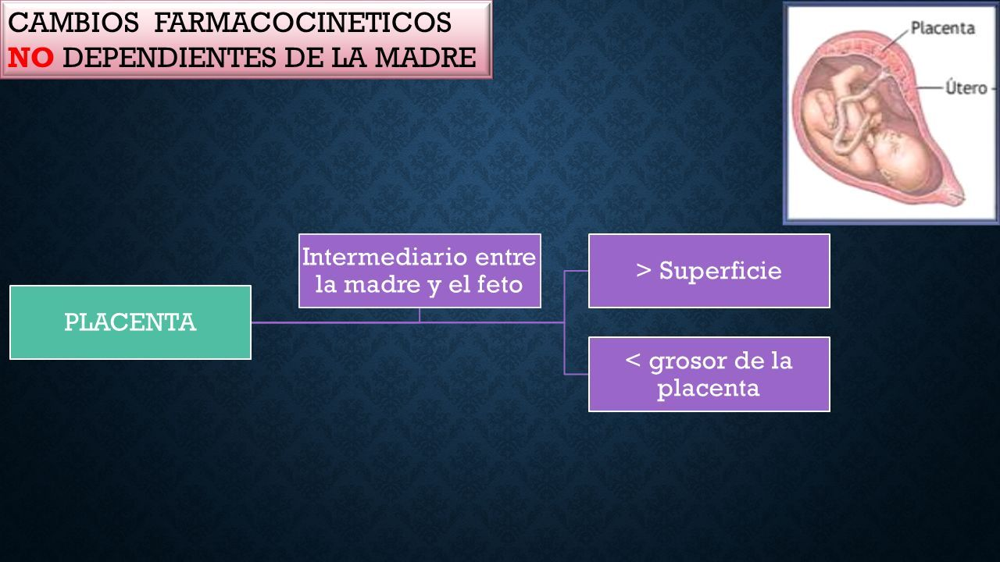 CAMBIOS FARMACOCINETICOS
NO DEPENDIENTES DE LA MADRE
Placenta
Útero
Intermediario entre
la madre y el feto
> Superficie
PLACENTA
< grosor de la
placenta